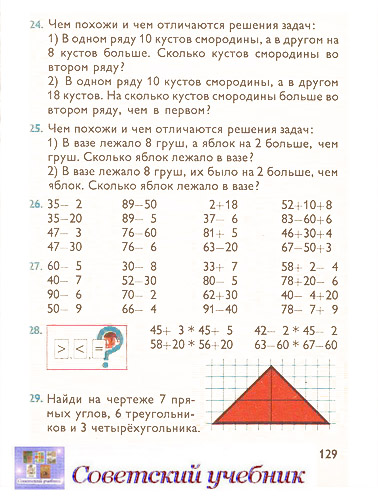 24. Чем похожи и чем отличаются решения задач:
1) В одном ряду 10 кустов смородины, а в другом на
8 кустов больше. Сколько кустов смородины во
втором ряду?
2) В одном ряду 10 кустов смородины, а в другом
18 кустов. На сколько кустов смородины больше во
втором ряду, чем в первом?
25. Чем похожи и чем отличаются решения задач:
1) В вазе лежало 8 груш, а яблок на 2 больше, чем
груш. Сколько яблок лежало в вазе?
2) В вазе лежало 8 груш, их было на 2 больше, чем
яблок. Сколько яблок лежало в вазе?
26. 35− 2 89−50 2+18 52+10+8
35−20 89− 5 37− 6 83−60+6
47− 3 76−60 81+ 5 46+30+4
47−30 76− 6 63−20 67−50+3
27. 60− 5 30− 8 33+ 7 58+ 2− 4
40− 7 52−30 80− 5 78+20− 6
90− 6 70− 2 62+30 40− 4+20
50− 9 66− 4 91−40 78− 7+ 9
28. > , < , = ? 45+ 3 * 45+ 5 42− 2 * 45− 2
58+20 * 56+20 63−60 * 67−60
29. Найди на чертеже 7 пря-
мых углов, 6 треугольни-
ков и 3 четырёхугольника.
129
Советский учебник